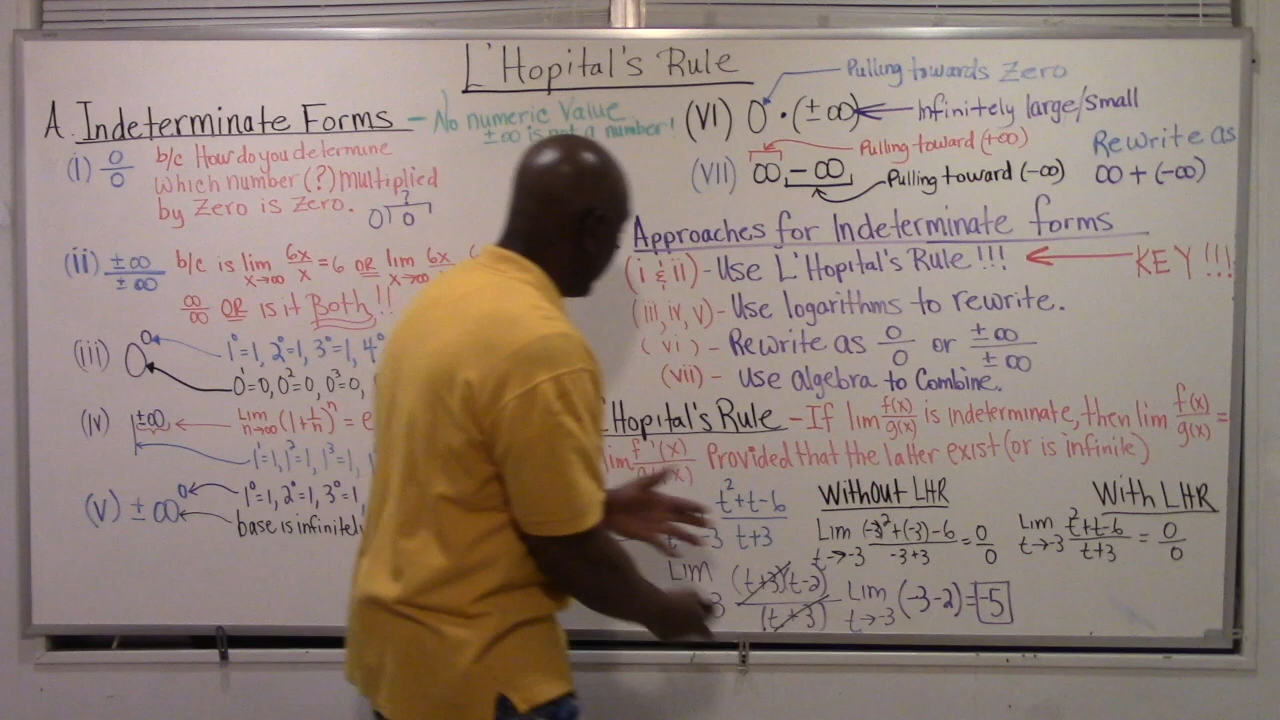 L'Hopital's Rule
A. Indeterminate Forms – No numeric Value
±∞ is not a number!
(i) 0/0 b/c How do you determine
which number (?) multiplied
by Zero is Zero. 0)0 ?
(ii) ±∞/±∞ b/c is lim x→∞ 6x/x = 6 OR lim x→∞ 6x
∞/∞ OR is it Both!!
(iii) 0^0 1^0=1, 2^0=1, 3^0=1, 4^0
0^1=0, 0^2=0, 0^3=0,
(iv) 1^±∞ Lim n→∞ (1+1/n)^n = e
1^1=1, 1^2=1, 1^3=1, 1
(v) ±∞^0 1^0=1, 2^0=1, 3^0=1,
base is infinitely
Pulling towards Zero
(VI) 0·(±∞) Infinitely large/small
Pulling toward (+∞) Rewrite as
(VII) ∞ – ∞ Pulling toward (-∞) ∞ + (-∞)
Approaches for Indeterminate forms
(i & ii) - Use L'Hopital's Rule!!! KEY!!!
(iii, iv, v) - Use logarithms to rewrite.
(vi) - Rewrite as 0/0 or ±∞/±∞
(vii) - Use algebra to Combine.
'Hopital's Rule - If lim f(x)/g(x) is indeterminate, then lim f(x)/g(x) =
lim f'(x)/g'(x) Provided that the latter exist (or is infinite)
Without LHR With LHR
t→-3 t²+t-6/t+3 Lim t→-3 (-3)²+(-3)-6/-3+3 = 0/0 Lim t→-3 t²+t-6/t+3 = 0/0
Lim 3 (t+3)(t-2)/(t+3) Lim t→-3 (-3-2)=-5